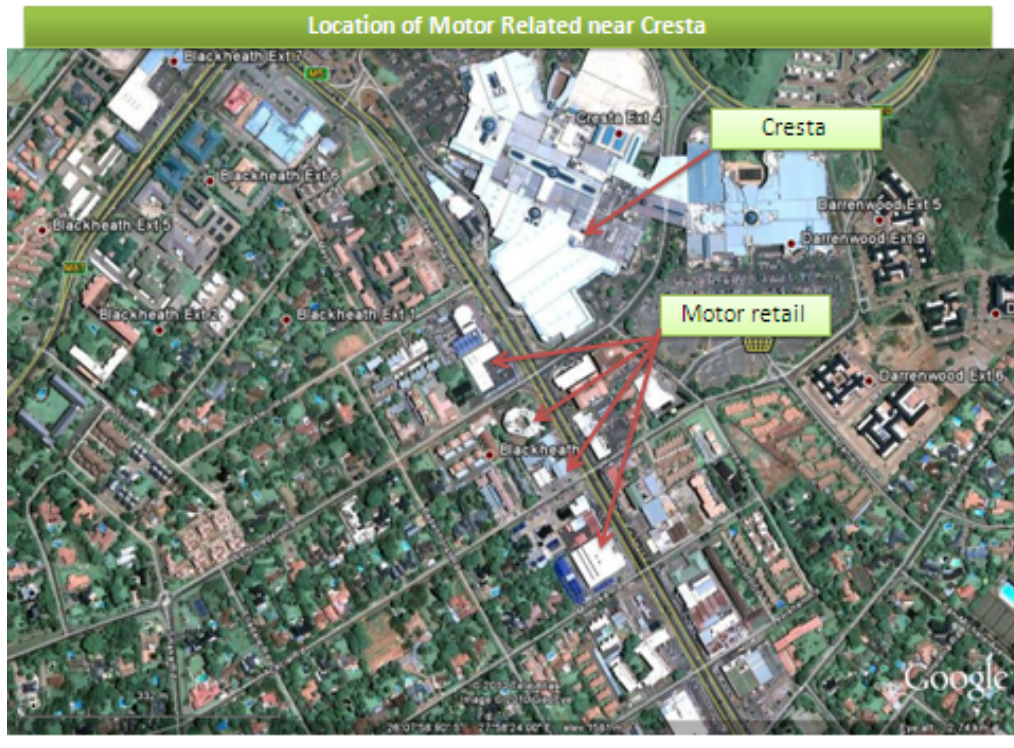 Location of Motor Related near Cresta
Blackheath Ext 7
M5
Cresta Ext 4
Cresta
Blackheath Ext 6
Blackheath Ext 5
Darrenwood Ext 5
Darrenwood Ext 9
Blackheath Ext 2
Blackheath Ext 1
Motor retail
Darrenwood Ext 6
Blackheath
Google
332 m